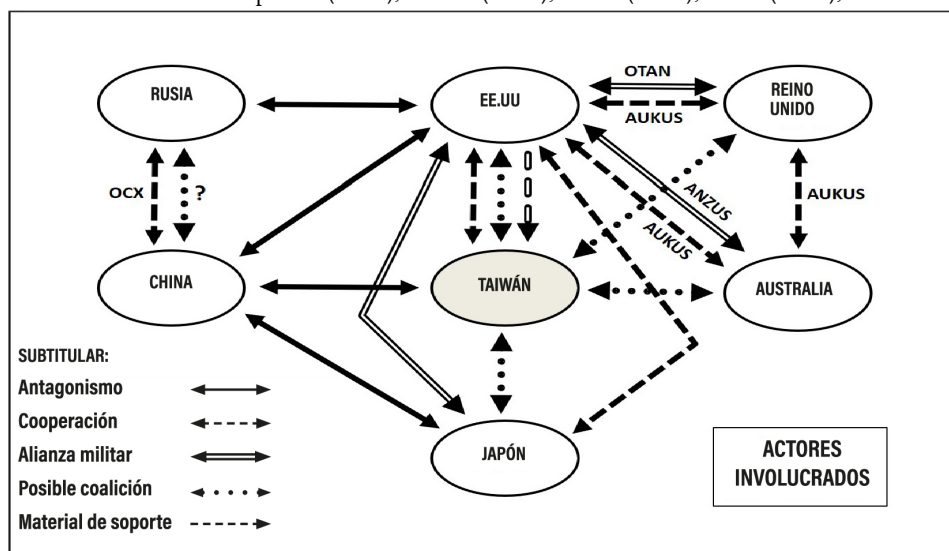 RUSIA
EE.UU
REINO
UNIDO
OTAN
AUKUS
OCX
?
ANZUS
AUKUS
AUKUS
CHINA
TAIWÁN
AUSTRALIA
JAPÓN
SUBTITULAR:
Antagonismo
Cooperación
Alianza militar
Posible coalición
Material de soporte
ACTORES
INVOLUCRADOS